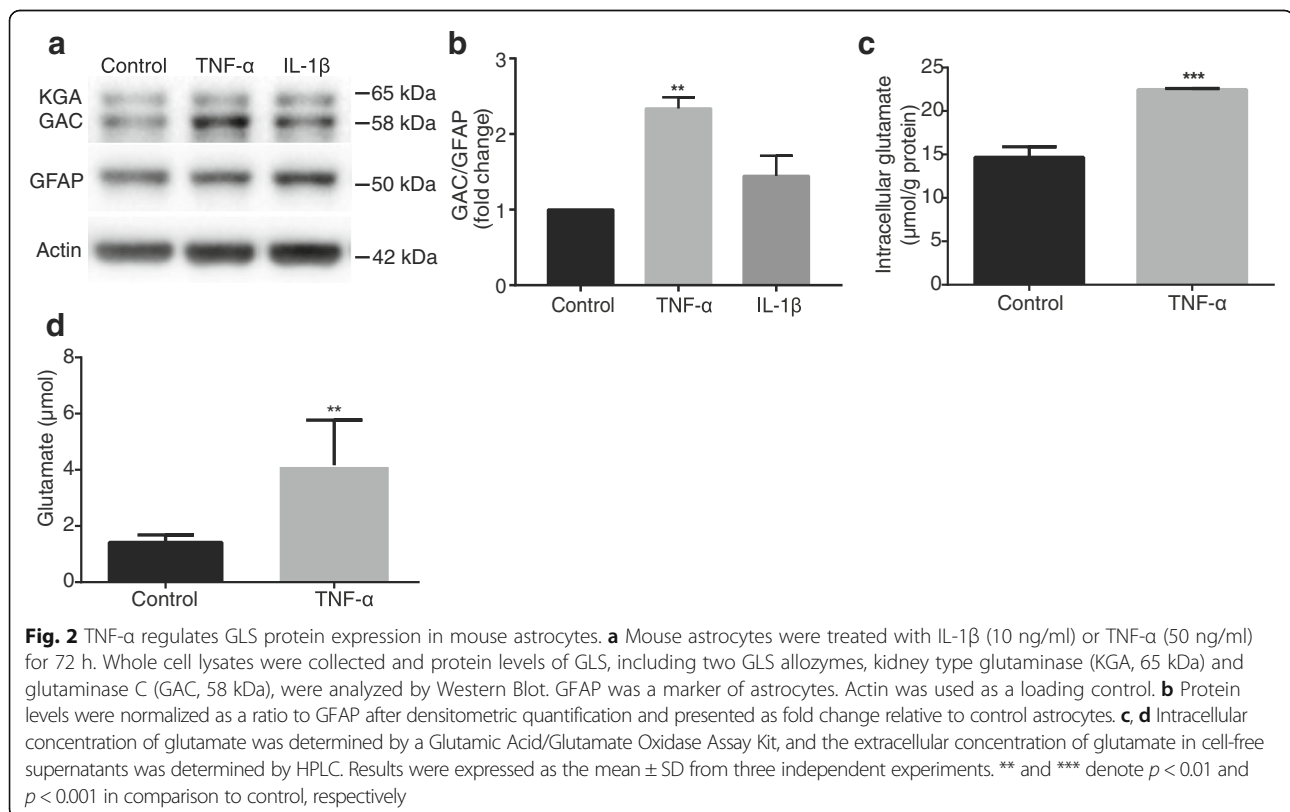 a
Control TNF-α IL-1β
KGA
GAC
GFAP
Actin
–65 kDa
–58 kDa
–50 kDa
–42 kDa
b
GAC/GFAP
(fold change)
3
2
1
0
**
Control TNF-α IL-1β
c
Intracellular glutamate
(µmol/g protein)
25
20
15
10
5
0
***
Control TNF-α
d
Glutamate (µmol)
8
6
4
2
0
**
Control TNF-α
Fig. 2 TNF-α regulates GLS protein expression in mouse astrocytes. a Mouse astrocytes were treated with IL-1β (10 ng/ml) or TNF-α (50 ng/ml)
for 72 h. Whole cell lysates were collected and protein levels of GLS, including two GLS allozymes, kidney type glutaminase (KGA, 65 kDa) and
glutaminase C (GAC, 58 kDa), were analyzed by Western Blot. GFAP was a marker of astrocytes. Actin was used as a loading control. b Protein
levels were normalized as a ratio to GFAP after densitometric quantification and presented as fold change relative to control astrocytes. c, d Intracellular
concentration of glutamate was determined by a Glutamic Acid/Glutamate Oxidase Assay Kit, and the extracellular concentration of glutamate in cell-free
supernatants was determined by HPLC. Results were expressed as the mean ± SD from three independent experiments. ** and *** denote p < 0.01 and
p < 0.001 in comparison to control, respectively